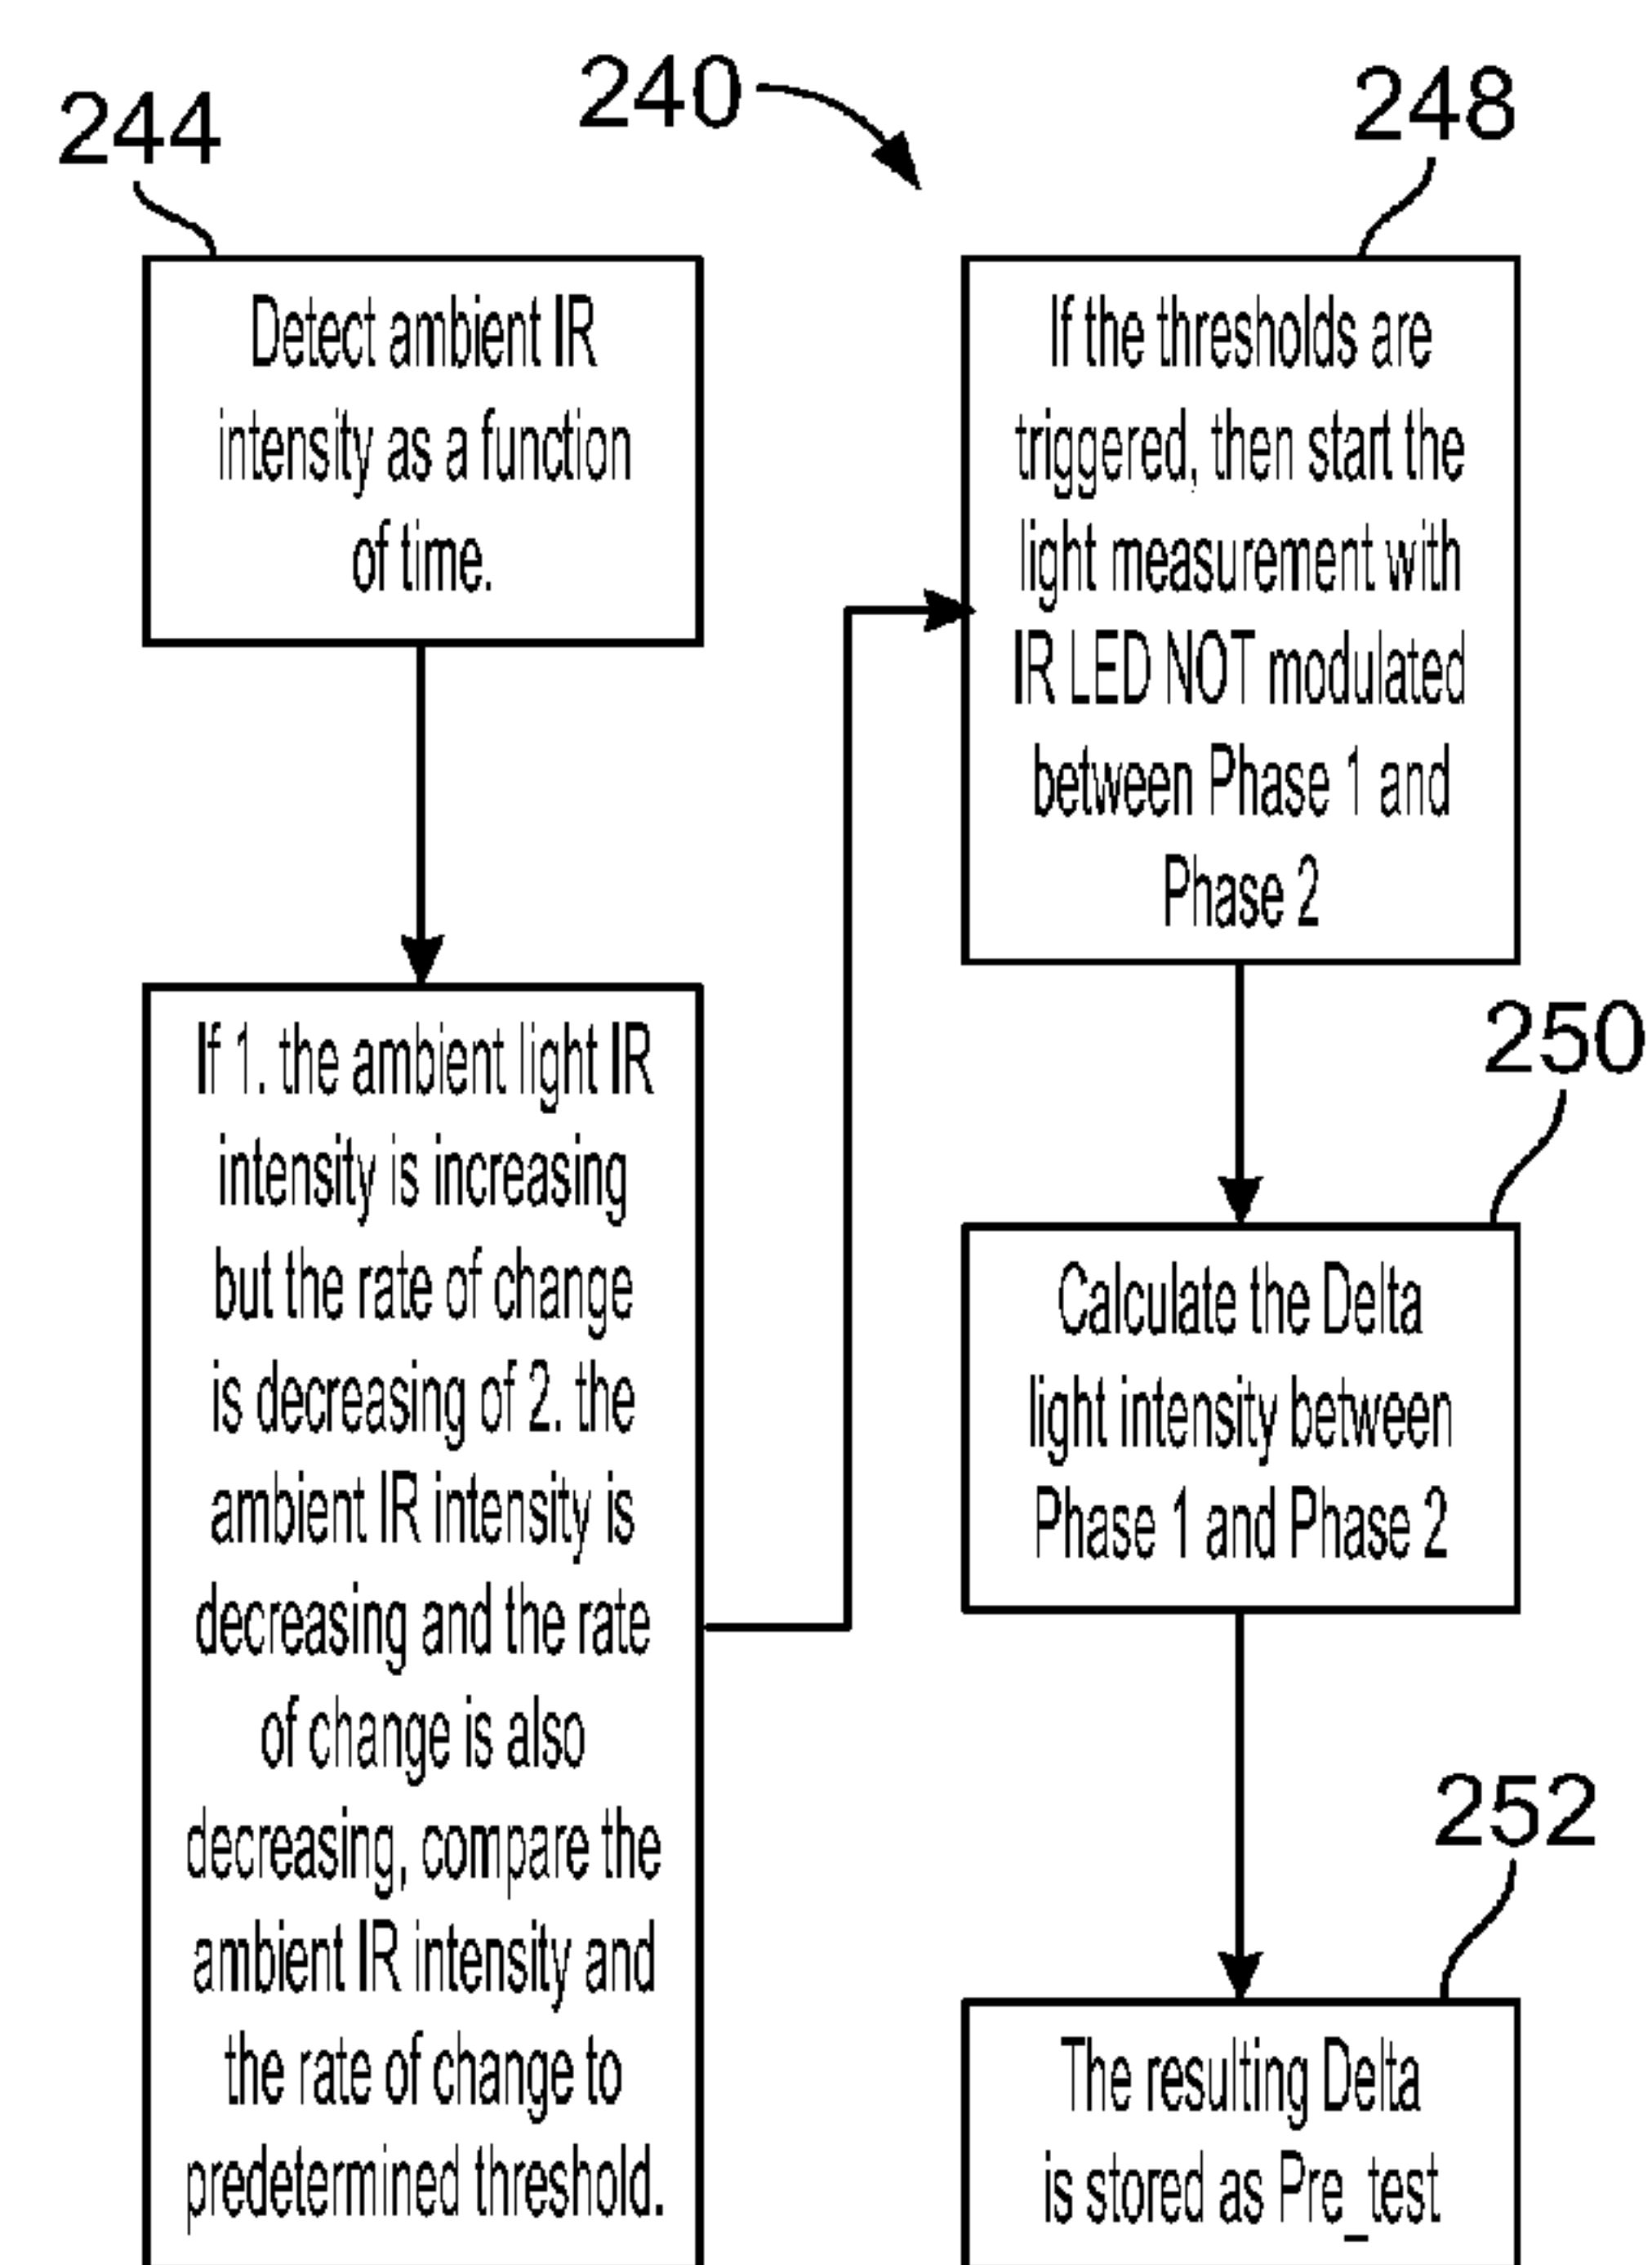 240
244
Detect ambient IR
intensity as a function
of time.
If 1. the ambient light IR
intensity is increasing
but the rate of change
is decreasing of 2. the
ambient IR intensity is
decreasing and the rate
of change is also
decreasing, compare the
ambient IR intensity and
the rate of change to
predetermined threshold.
248
If the thresholds are
triggered, then start the
light measurement with
IR LED NOT modulated
between Phase 1 and
Phase 2
250
Calculate the Delta
light intensity between
Phase 1 and Phase 2
252
The resulting Delta
is stored as Pre_test